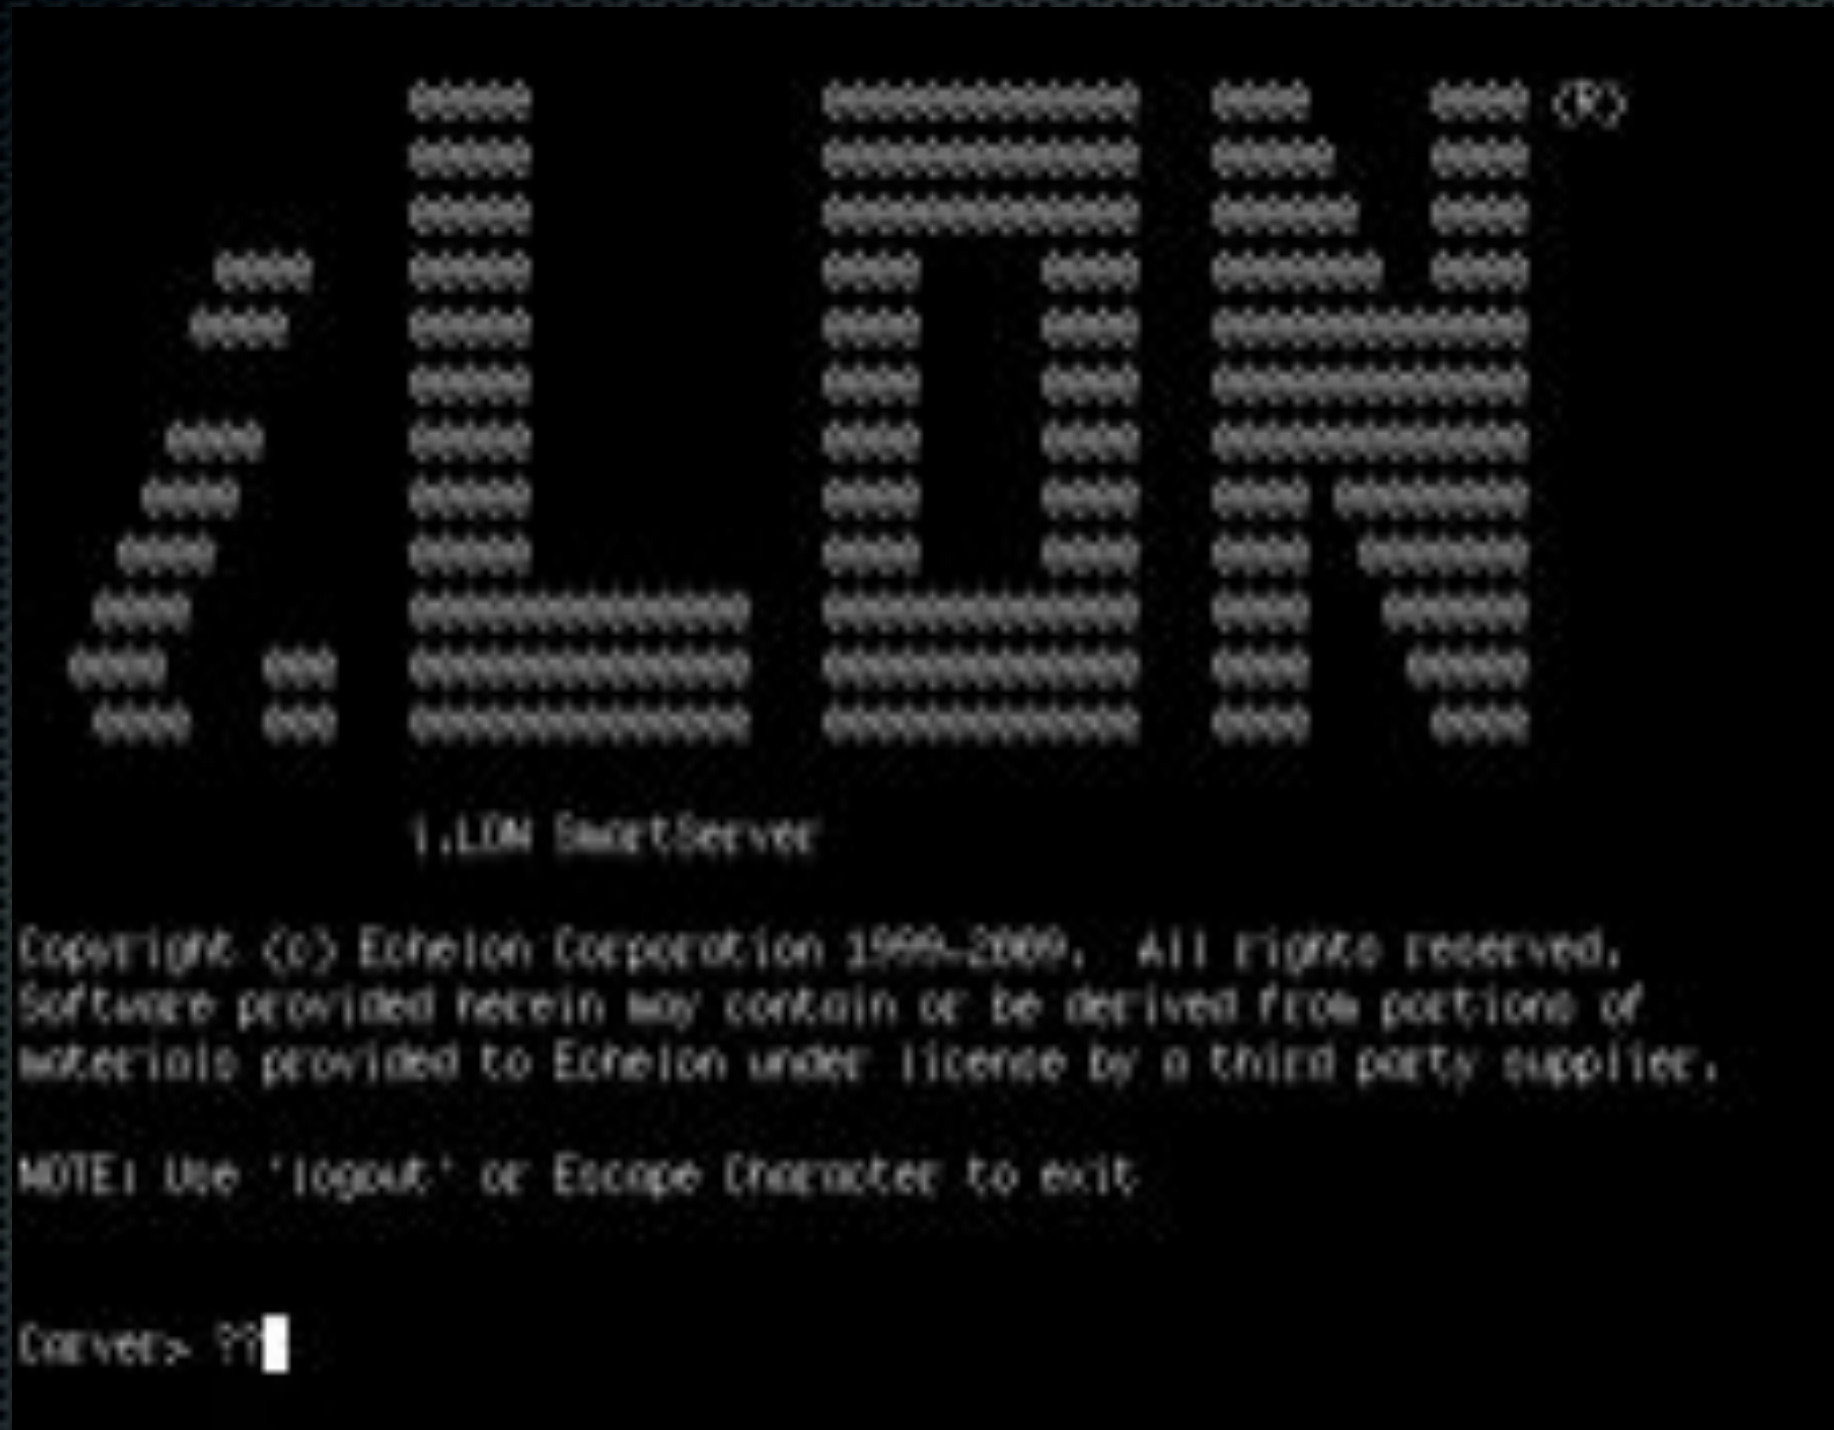 i.LON (R)
i.LON SmartServer
Copyright (c) Echelon Corporation 1999-2009.  All rights reserved.
Software provided herein may contain or be derived from portions of
materials provided to Echelon under license by a third party supplier.
NOTE: Use 'logout' or Escape Character to exit
Carver> ??